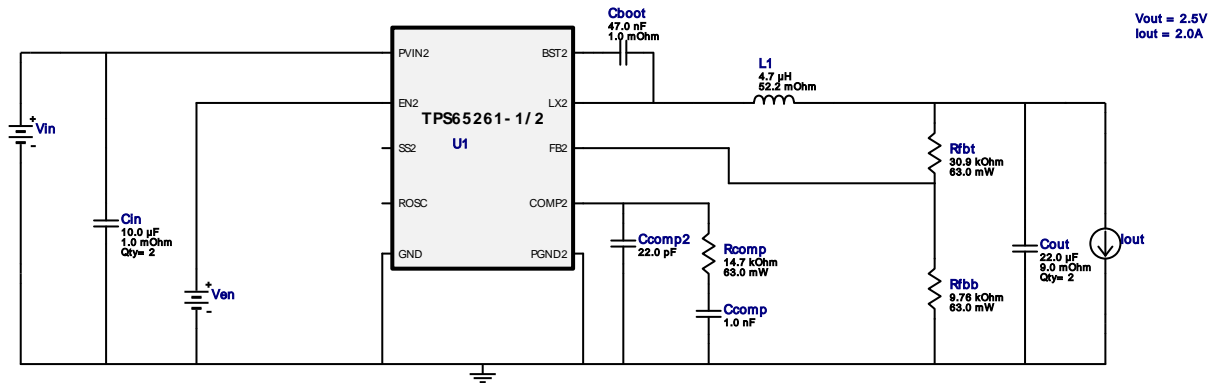 Vout = 2.5V
Iout = 2.0A
Cboot
47.0 nF
1.0 mOhm
PVIN2
BST2
L1
4.7 µH
52.2 mOhm
EN2
LX2
TPS65261-1/2
U1
Vin
+
-
SS2
FB2
Rfbt
30.9 kOhm
63.0 mW
ROSC
COMP2
Cin
10.0 µF
1.0 mOhm
Qty= 2
Ccomp2
22.0 pF
Rcomp
14.7 kOhm
63.0 mW
Cout
22.0 µF
9.0 mOhm
Qty= 2
Iout
GND
PGND2
Ven
+
-
Rfbb
9.76 kOhm
63.0 mW
Ccomp
1.0 nF